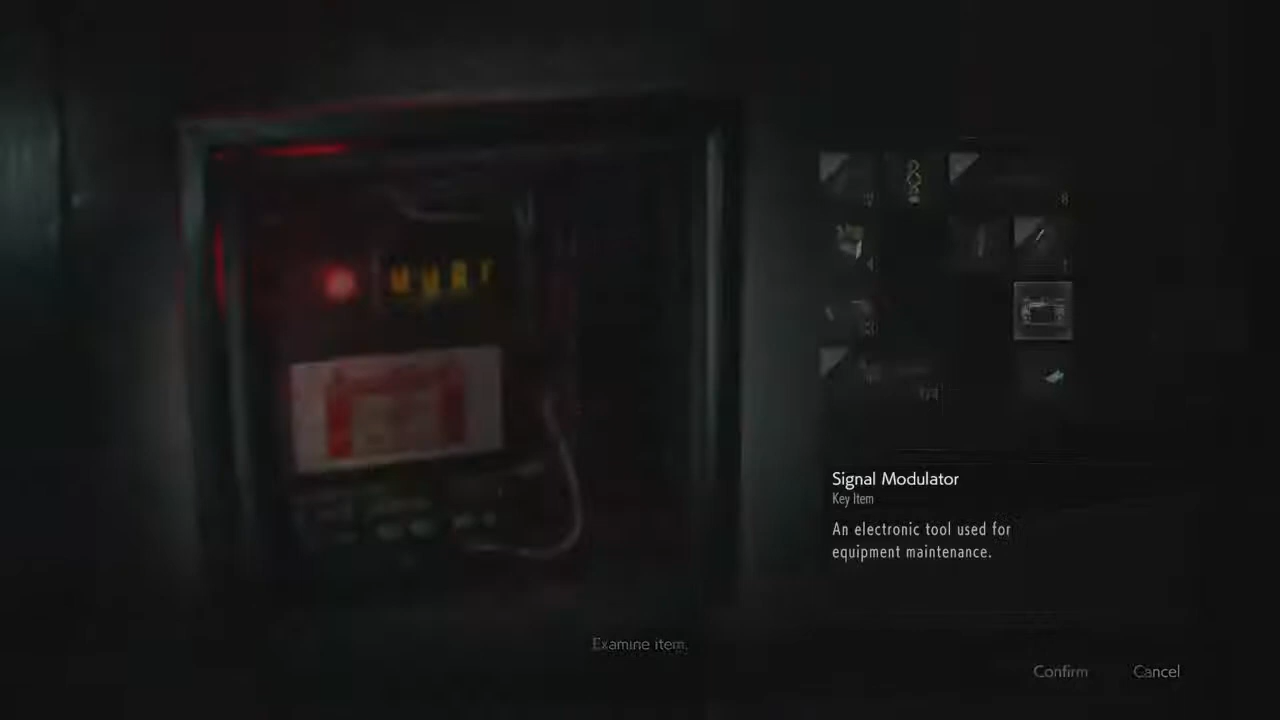 Signal Modulator
Key Item
An electronic tool used for
equipment maintenance.
Examine item.
Confirm Cancel